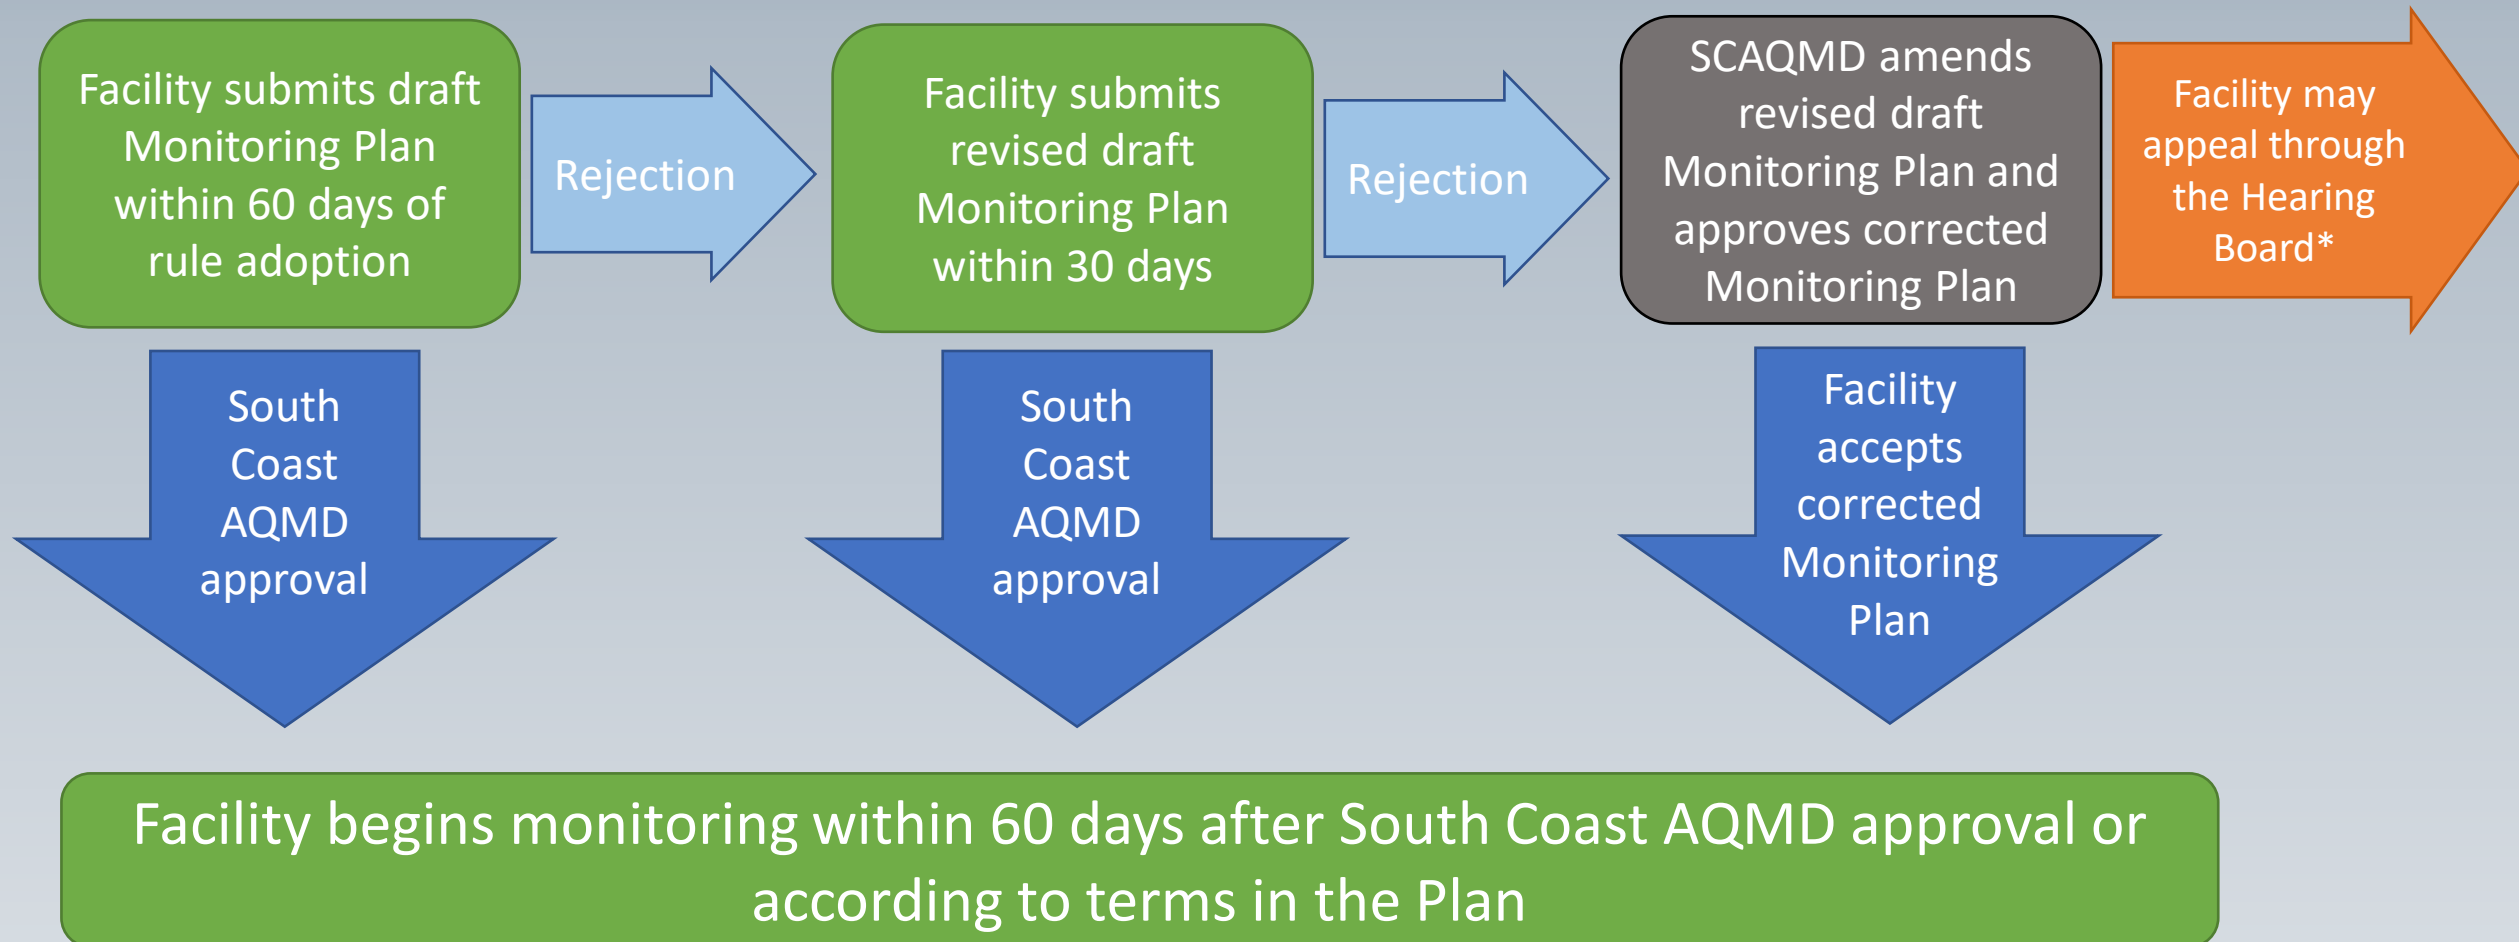 Facility submits draft
Monitoring Plan
within 60 days of
rule adoption
Rejection
Facility submits
revised draft
Monitoring Plan
within 30 days
Rejection
SCAQMD amends
revised draft
Monitoring Plan and
approves corrected
Monitoring Plan
Facility may
appeal through
the Hearing
Board*
South
Coast
AQMD
approval
South
Coast
AQMD
approval
Facility
accepts
corrected
Monitoring
Plan
Facility begins monitoring within 60 days after South Coast AQMD approval or
according to terms in the Plan